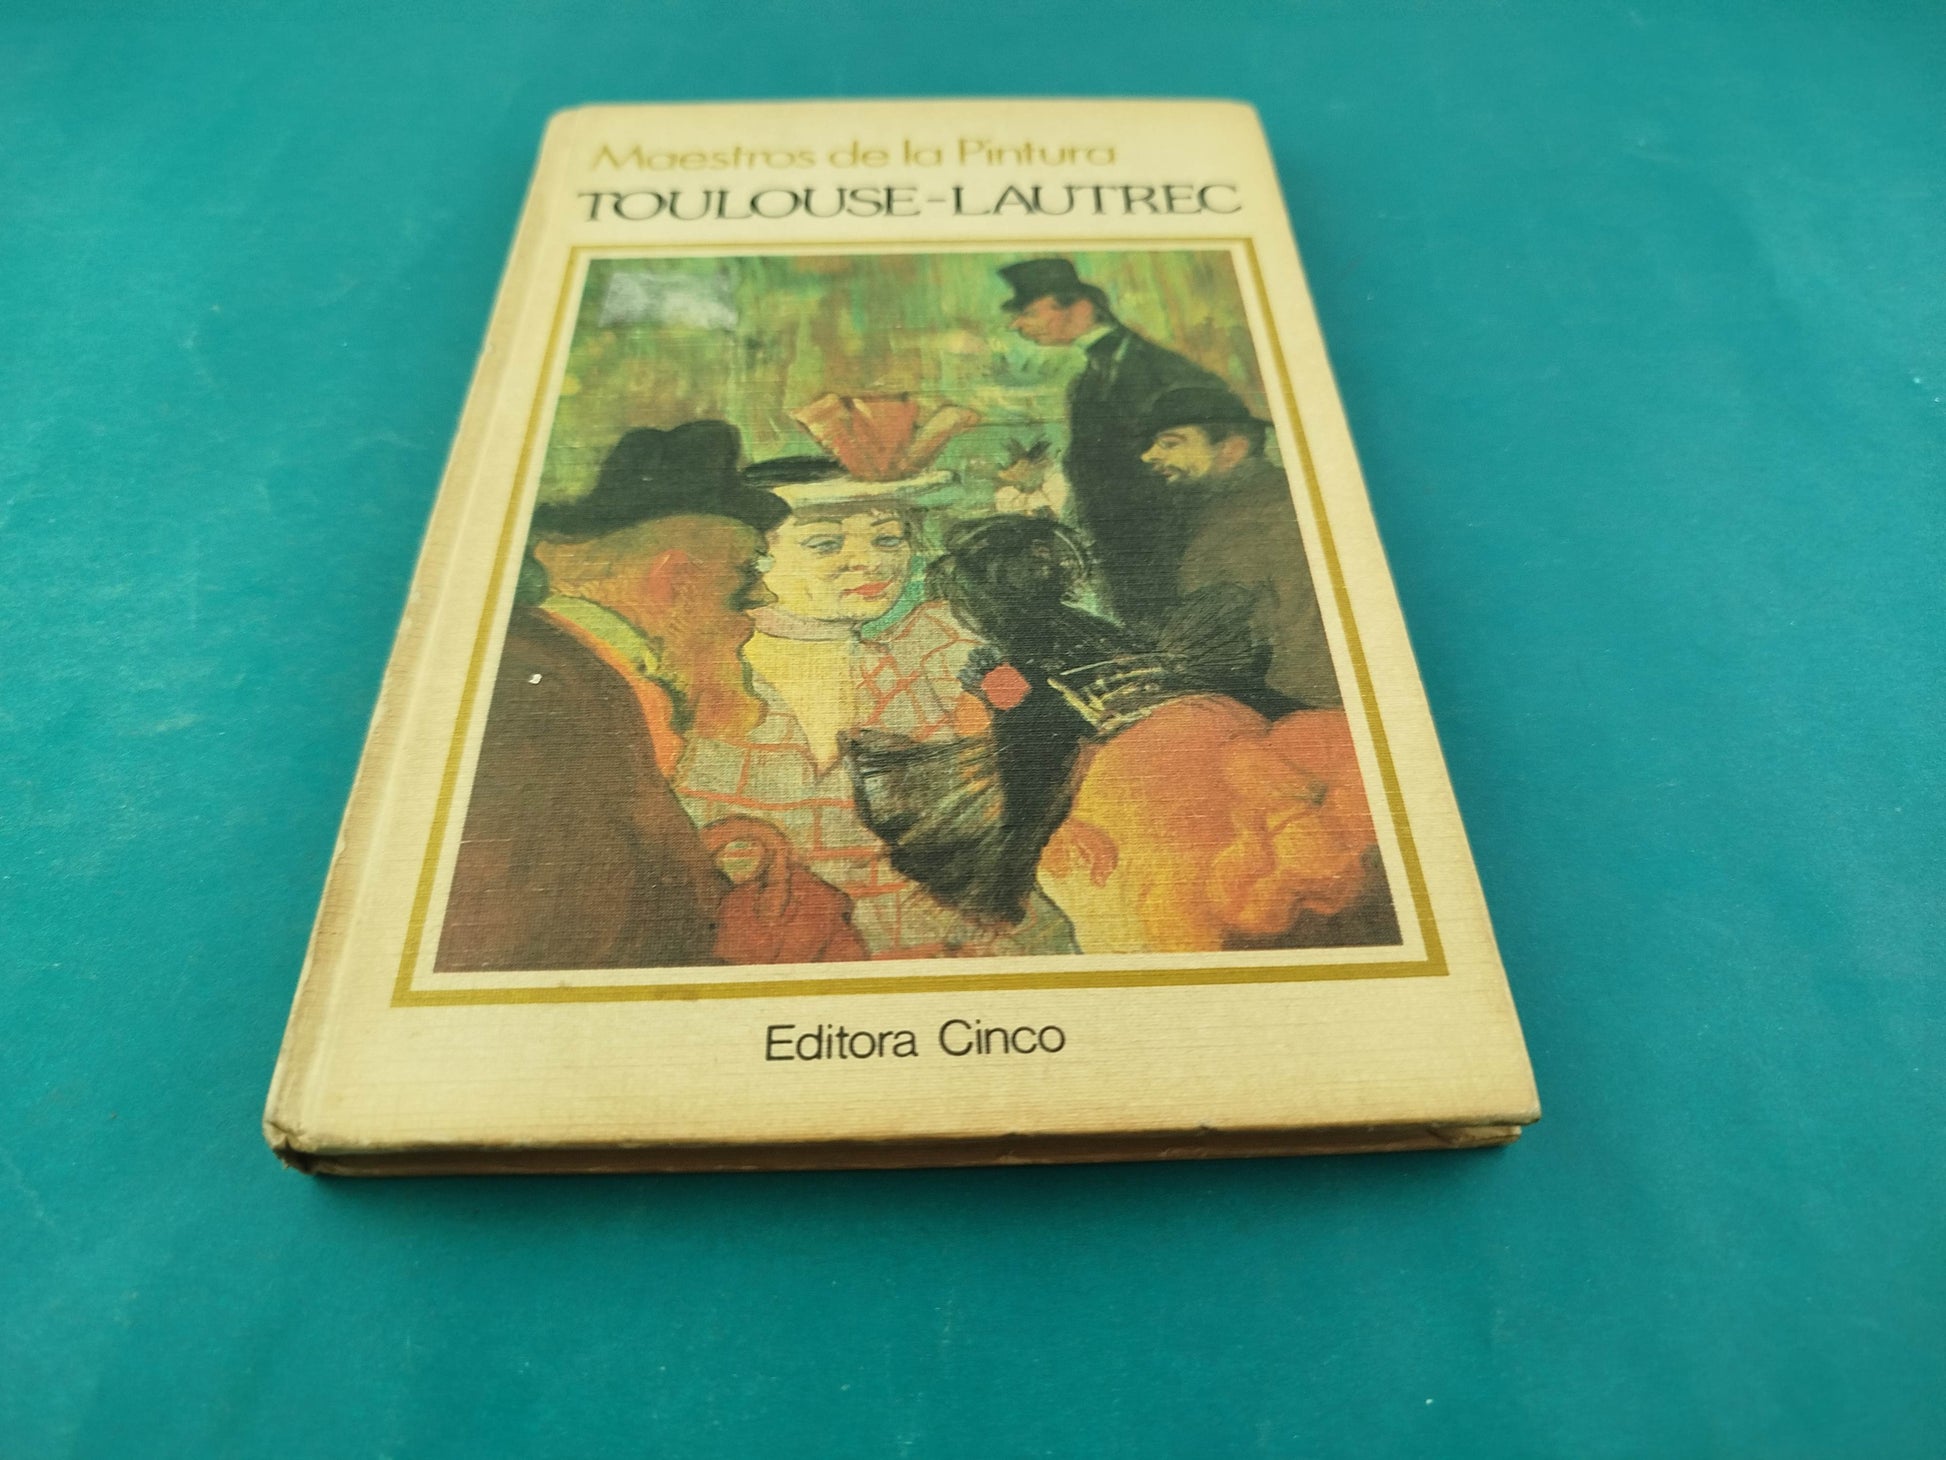 Maestros de la Pintura
TOULOUSE-LAUTREC
Editora Cinco